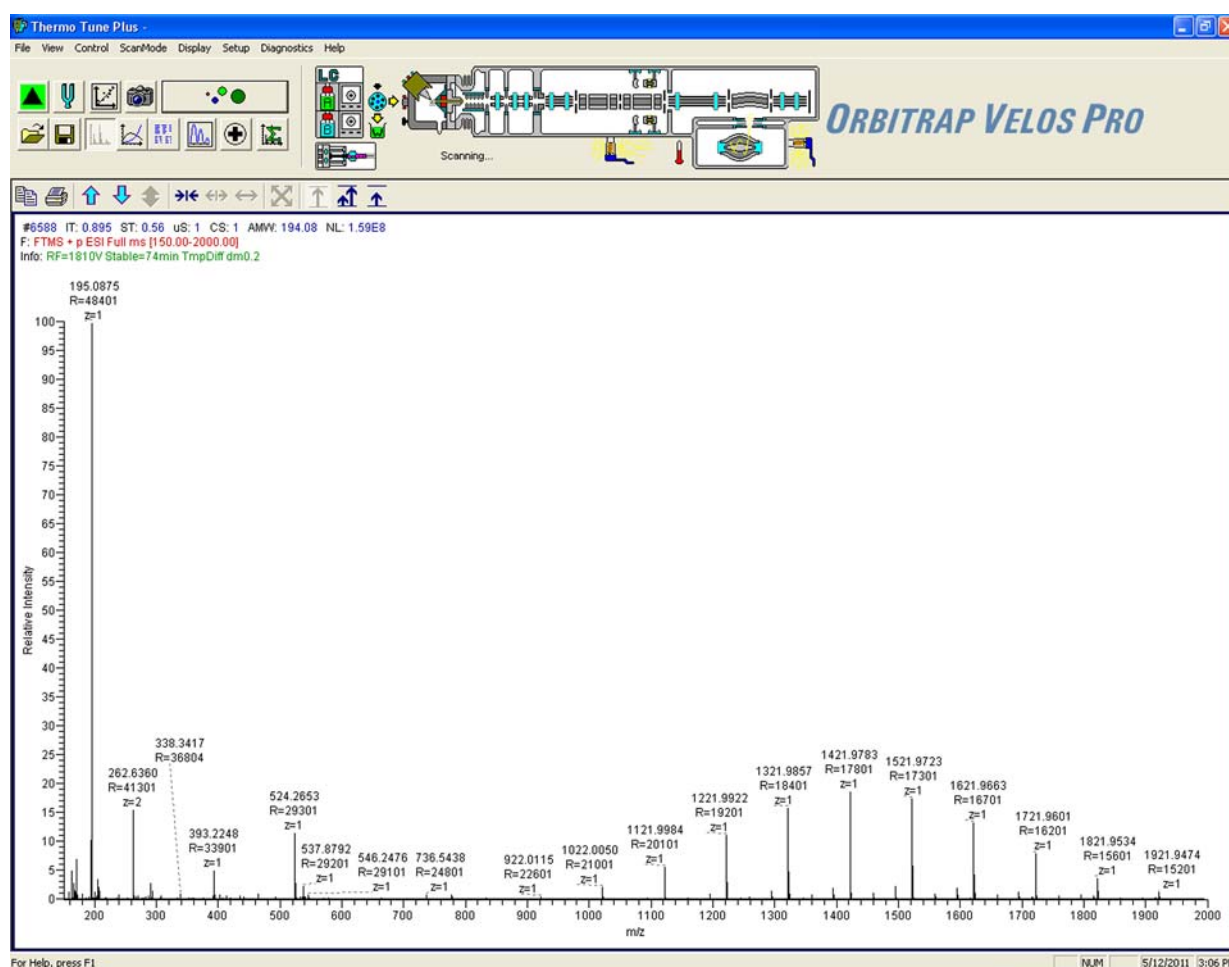 Thermo Tune Plus -
File View Control ScanMode Display Setup Diagnostics Help
LC
A
B
Scanning...
ORBITRAP VELOS PRO
#6588 IT: 0.895 ST: 0.56 uS: 1 CS: 1 AMW: 194.08 NL: 1.59E8
F: FTMS + p ESI Full ms [150.00-2000.00]
Info: RF=1810V Stable=74min TmpDiff dm0.2
195.0875
R=48401
z=1
338.3417
R=36804
262.6360
R=41301
z=2
393.2248
R=33901
z=1
524.2653
R=29301
z=1
537.8792
R=29201
z=1
546.2476
R=29101
z=1
736.5438
R=24801
z=1
922.0115
R=22601
z=1
1022.0050
R=21001
z=1
1121.9984
R=20101
z=1
1221.9922
R=19201
z=1
1321.9857
R=18401
z=1
1421.9783
R=17801
z=1
1521.9723
R=17301
z=1
1621.9663
R=16701
z=1
1721.9601
R=16201
z=1
1821.9534
R=15601
z=1
1921.9474
R=15201
z=1
100
95
90
85
80
75
70
65
60
55
50
45
40
35
30
25
20
15
10
5
0
Relative Intensity
200 300 400 500 600 700 800 900 1000 1100 1200 1300 1400 1500 1600 1700 1800 1900 2000
m/z
For Help, press F1
NUM
5/12/2011 3:06 P